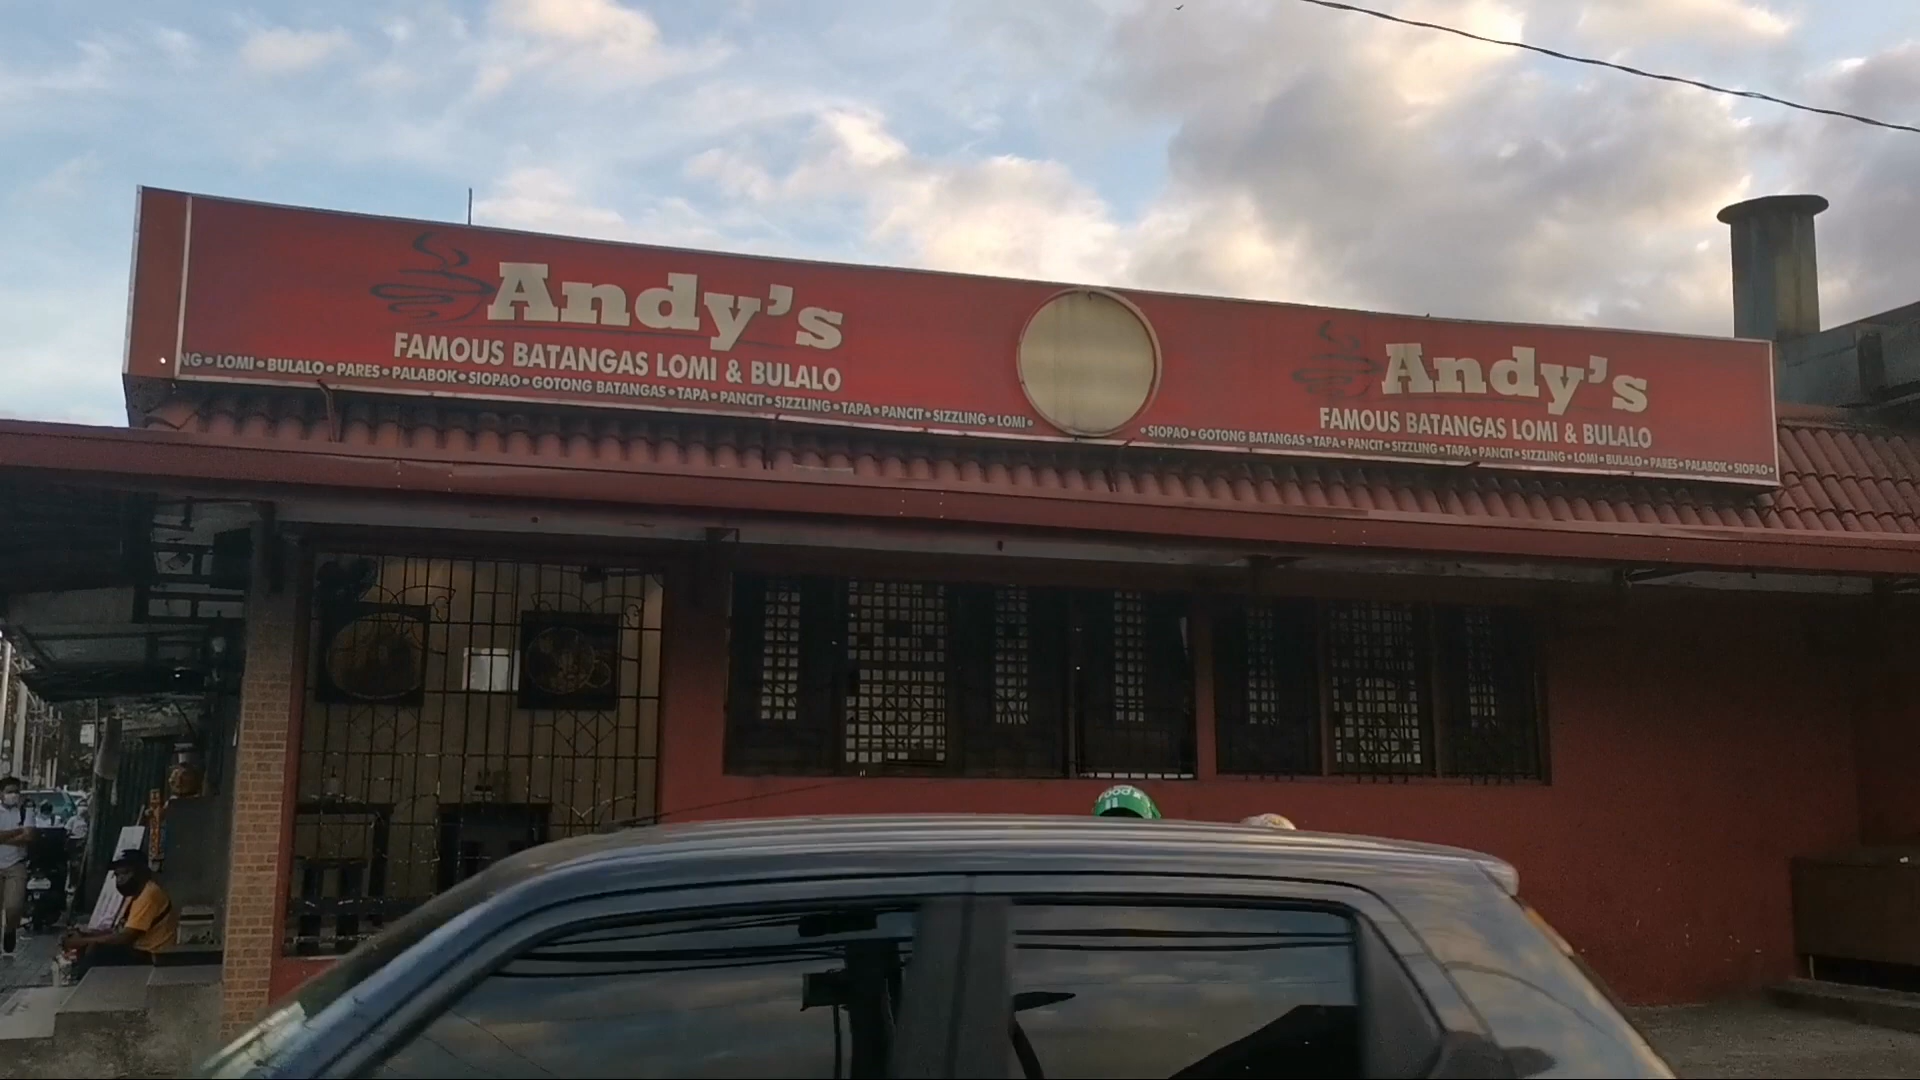 Andy's
FAMOUS BATANGAS LOMI & BULALO
NG • LOMI • BULALO • PARES • PALABOK • SIOPAO • GOTONG BATANGAS • TAPA • PANCIT • SIZZLING • TAPA • PANCIT • SIZZLING • LOMI •
Andy's
FAMOUS BATANGAS LOMI & BULALO
• SIOPAO • GOTONG BATANGAS • TAPA • PANCIT • SIZZLING • TAPA • PANCIT • SIZZLING • LOMI • BULALO • PARES • PALABOK • SIOPAO •